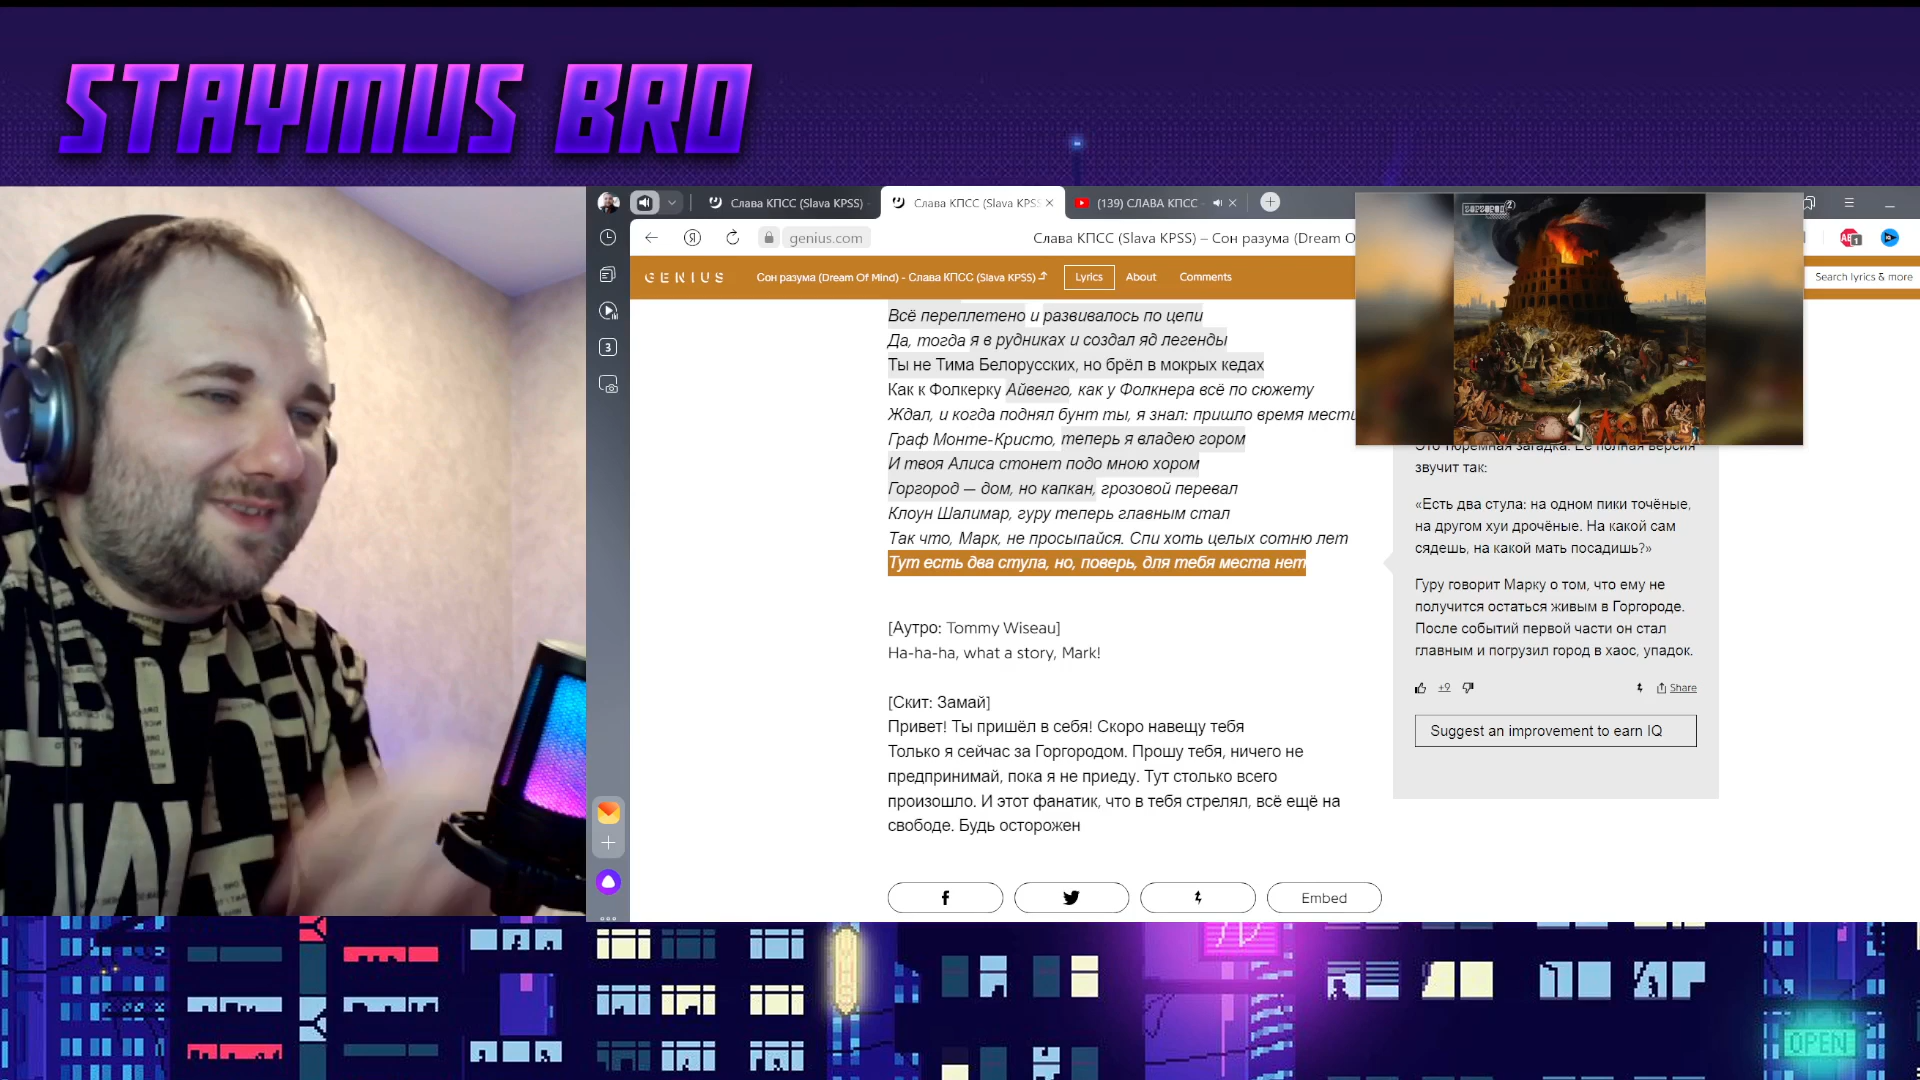 STAYMUS BRO
Слава КПСС (Slava KPSS)
Слава КПСС (Slava KPSS
(139) СЛАВА КПСС
genius.com
Слава КПСС (Slava KPSS) – Сон разума (Dream O
GENIUS
Сон разума (Dream Of Mind) - Слава КПСС (Slava KPSS)
Lyrics
About
Comments
Search lyrics & more
3
1
Всё переплетено и развивалось по цепи
Да, тогда я в рудниках и создал яд легенды
Ты не Тима Белорусских, но брёл в мокрых кедах
Как к Фолкерку Айвенго, как у Фолкнера всё по сюжету
Ждал, и когда поднял бунт ты, я знал: пришло время мести
Граф Монте-Кристо, теперь я владею гором
И твоя Алиса стонет подо мною хором
Горгород — дом, но капкан, грозовой перевал
Клоун Шалимар, гуру теперь главным стал
Так что, Марк, не просыпайся. Спи хоть целых сотню лет
Тут есть два стула, но, поверь, для тебя места нет
[Аутро: Tommy Wiseau]
Ha-ha-ha, what a story, Mark!
[Скит: Замай]
Привет! Ты пришёл в себя! Скоро навещу тебя
Только я сейчас за Горгородом. Прошу тебя, ничего не
предпринимай, пока я не приеду. Тут столько всего
произошло. И этот фанатик, что в тебя стрелял, всё ещё на
свободе. Будь осторожен
Embed
Это тюремная загадка. Её полная версия
звучит так:
«Есть два стула: на одном пики точёные,
на другом хуи дрочёные. На какой сам
сядешь, на какой мать посадишь?»
Гуру говорит Марку о том, что ему не
получится остаться живым в Горгороде.
После событий первой части он стал
главным и погрузил город в хаос, упадок.
+9
Share
Suggest an improvement to earn IQ
OPEN